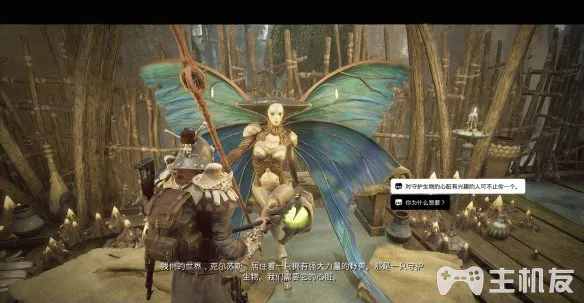 对守护生物的心脏有兴趣的人可不止你一个。
你为什么想要？
我们的世界，克尔苏斯，居住着一只拥有强大力量的野兽。那是一只守护
生物，我们需要它的心脏。
主机友